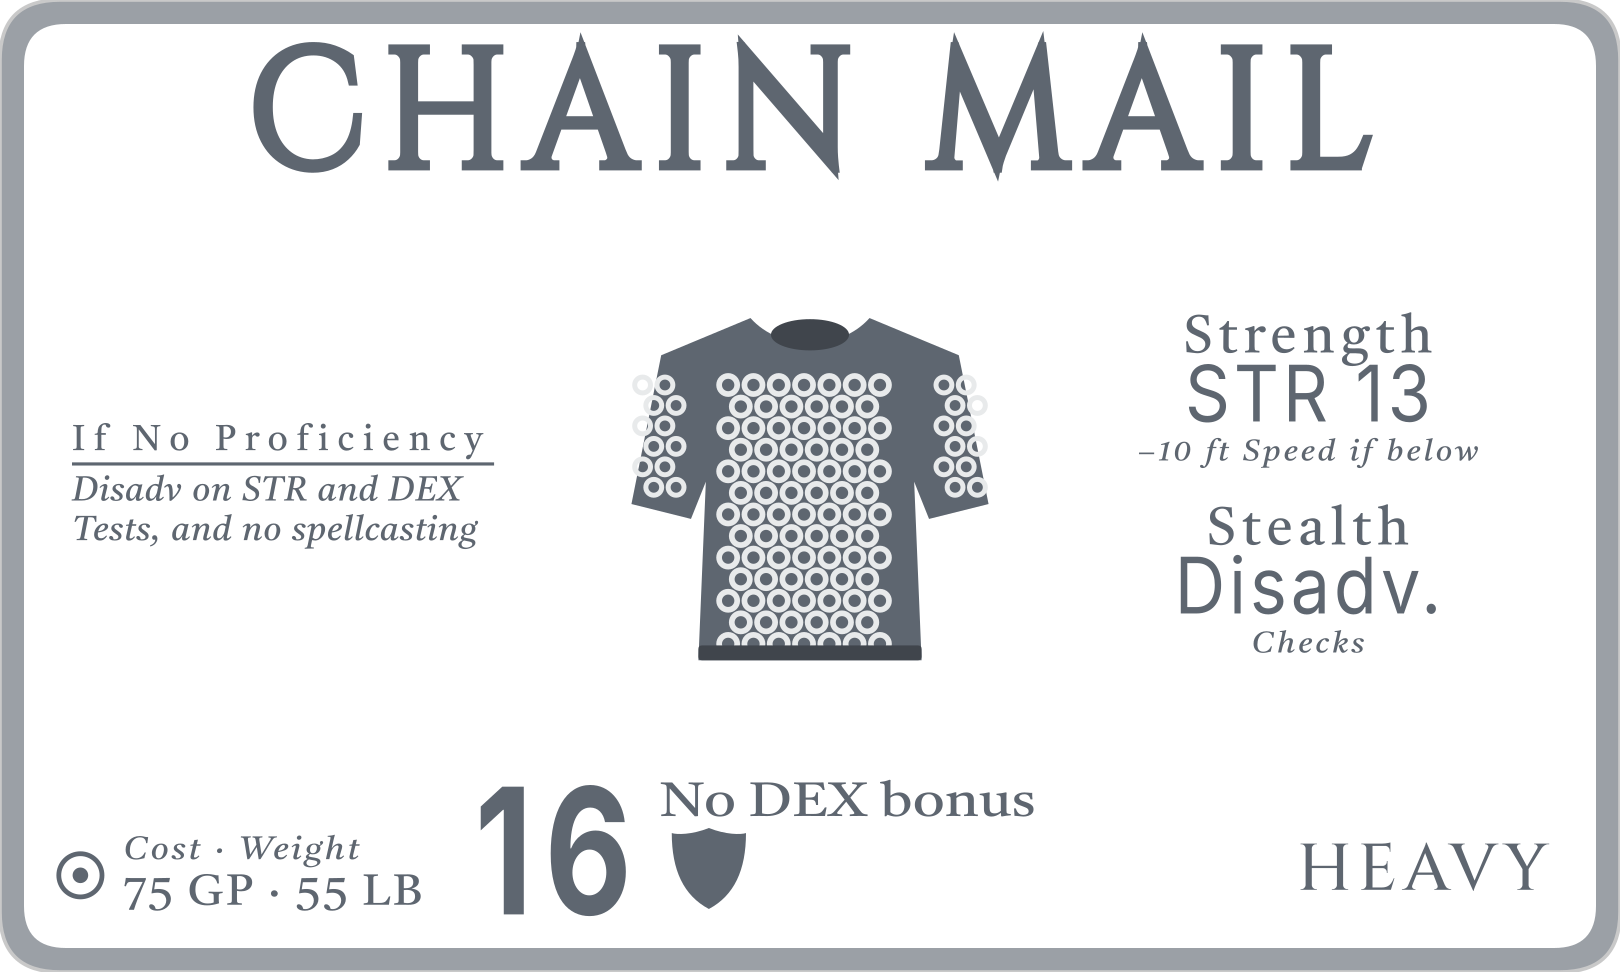 CHAIN MAIL
If No Proficiency
Disadv on STR and DEX
Tests, and no spellcasting
Strength
STR 13
–10 ft Speed if below
Stealth
Disadv.
Checks
Cost · Weight
75 GP · 55 LB
16
No DEX bonus
HEAVY